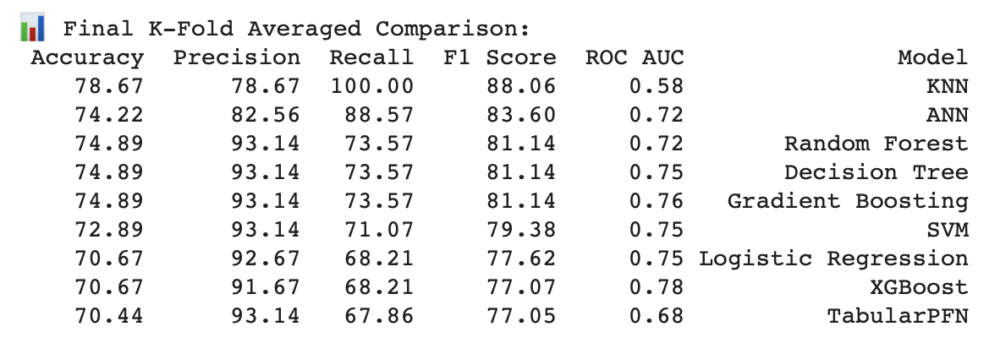 📊 Final K-Fold Averaged Comparison:
Accuracy Precision Recall F1 Score ROC AUC Model
78.67 78.67 100.00 88.06 0.58 KNN
74.22 82.56 88.57 83.60 0.72 ANN
74.89 93.14 73.57 81.14 0.72 Random Forest
74.89 93.14 73.57 81.14 0.75 Decision Tree
74.89 93.14 73.57 81.14 0.76 Gradient Boosting
72.89 93.14 71.07 79.38 0.75 SVM
70.67 92.67 68.21 77.62 0.75 Logistic Regression
70.67 91.67 68.21 77.07 0.78 XGBoost
70.44 93.14 67.86 77.05 0.68 TabularPFN